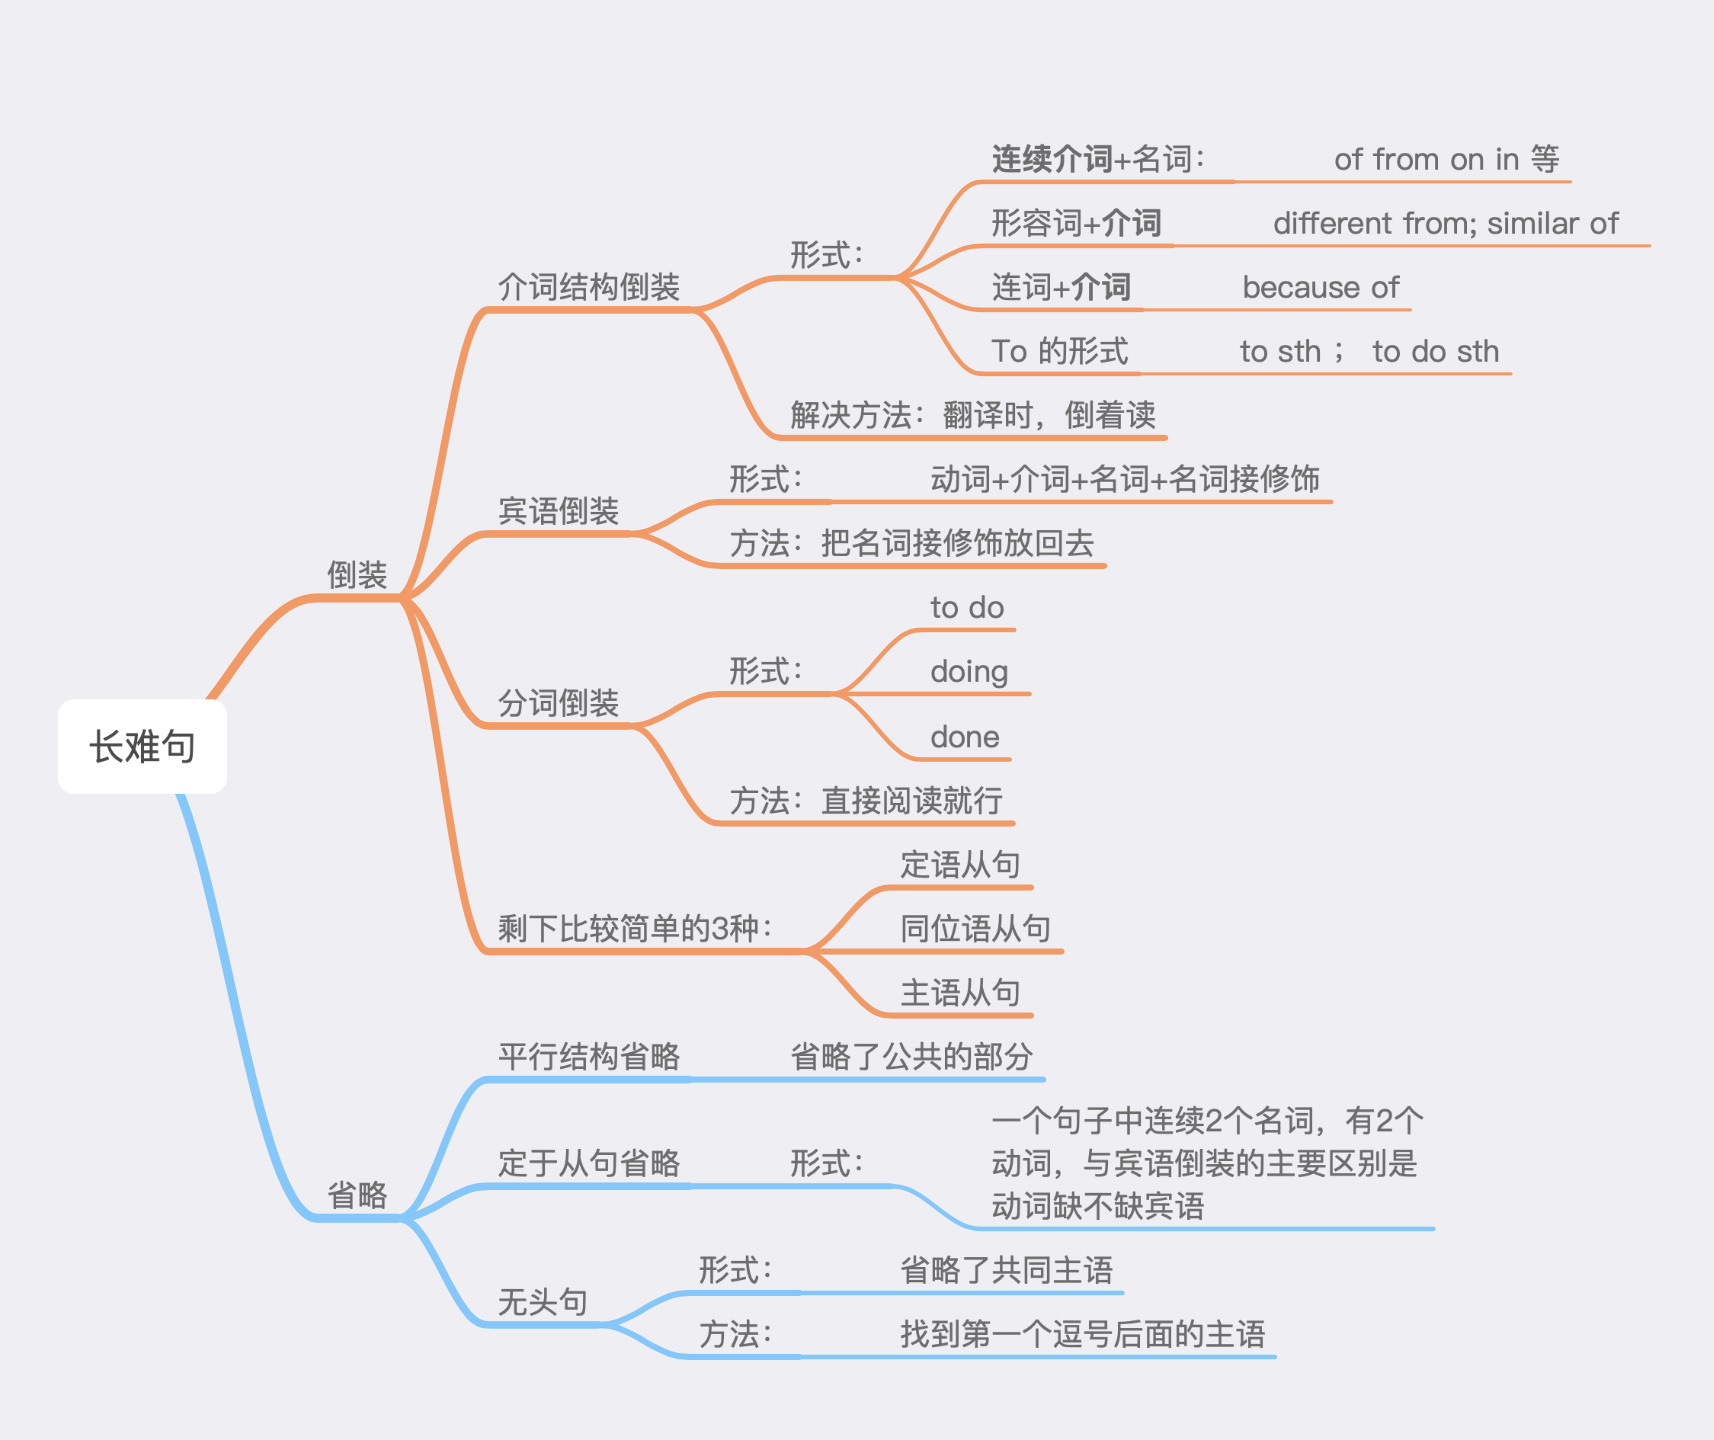 连续介词+名词： of from on in 等
形容词+介词 different from; similar of
形式：
介词结构倒装
连词+介词 because of
To 的形式 to sth ； to do sth
解决方法：翻译时，倒着读
形式： 动词+介词+名词+名词接修饰
宾语倒装
方法：把名词接修饰放回去
倒装
to do
形式： doing
分词倒装
done
长难句
方法：直接阅读就行
定语从句
剩下比较简单的3种： 同位语从句
主语从句
平行结构省略 省略了公共的部分
一个句子中连续2个名词，有2个
定于从句省略 形式： 动词，与宾语倒装的主要区别是
省略 动词缺不缺宾语
形式： 省略了共同主语
无头句
方法： 找到第一个逗号后面的主语